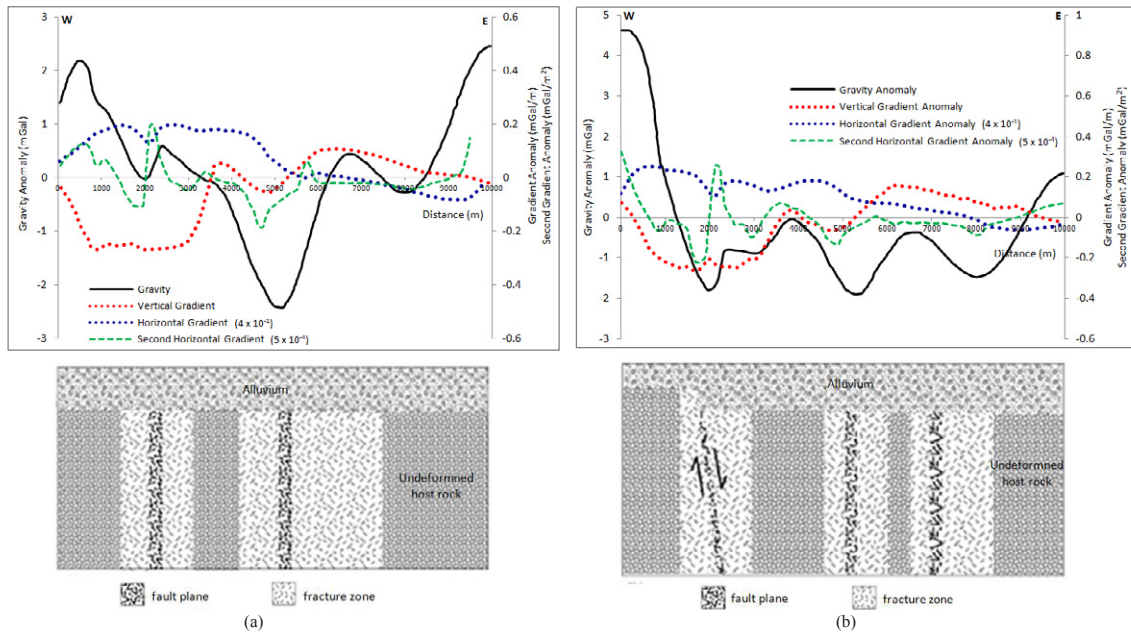 W
E
Gravity Anomaly (mGal)
3
2
1
0
-1
-2
-3
0 1000 2000 3000 4000 5000 6000 7000 8000 9000 10000
Distance (m)
0.6
0.4
0.2
0
-0.2
-0.4
-0.6
Gradient Anomaly (mGal/m)
Second Gradient Anomaly (mGal/m²)
Gravity
Vertical Gradient
Horizontal Gradient (4 x 10⁻¹)
Second Horizontal Gradient (5 x 10⁻⁴)
Alluvium
Undeformned
host rock
fault plane
fracture zone
(a)
W
E
Gravity Anomaly (mGal)
5
4
3
2
1
0
-1
-2
-3
0 1000 2000 3000 4000 5000 6000 7000 8000 9000 10000
Distance (m)
1
0.8
0.6
0.4
0.2
0
-0.2
-0.4
-0.6
Gradient Anomaly (mGal/m)
Second Gradient Anomaly (mGal/m²)
Gravity Anomaly
Vertical Gradient Anomaly
Horizontal Gradient Anomaly (4 x 10⁻¹)
Second Horizontal Gradient Anomaly (5 x 10⁻⁴)
Alluvium
Undeformned
host rock
fault plane
fracture zone
(b)